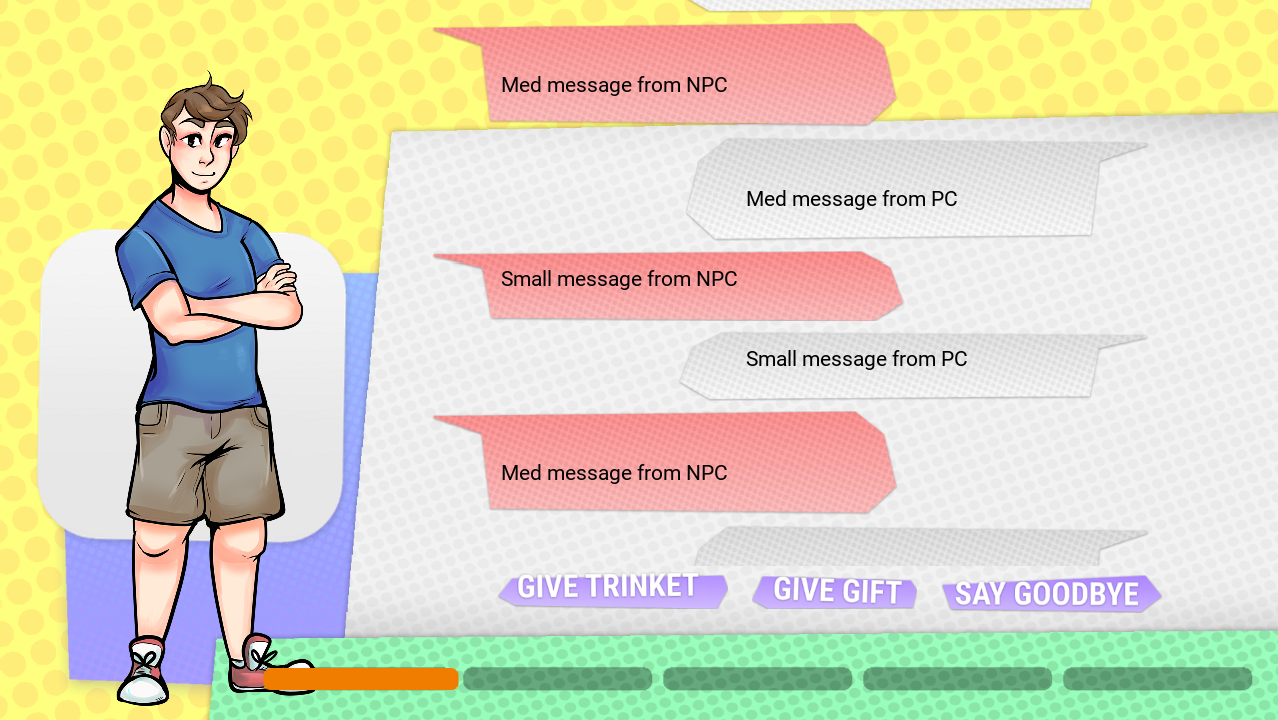 Med message from NPC
Med message from PC
Small message from NPC
Small message from PC
Med message from NPC
GIVE TRINKET
GIVE GIFT
SAY GOODBYE